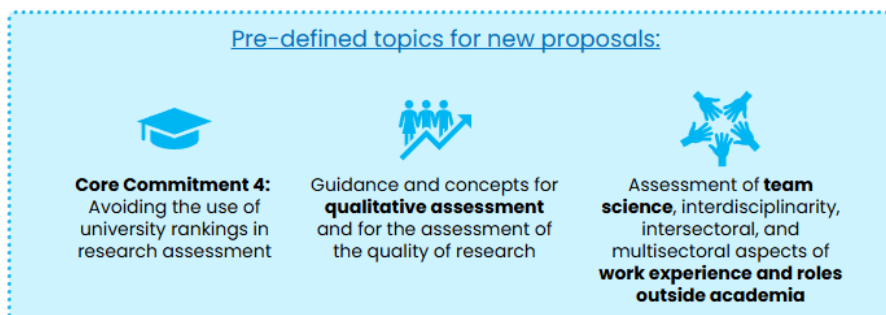 Pre-defined topics for new proposals:
Core Commitment 4:
Avoiding the use of
university rankings in
research assessment
Guidance and concepts for
qualitative assessment
and for the assessment of
the quality of research
Assessment of team
science, interdisciplinarity,
intersectoral, and
multisectoral aspects of
work experience and roles
outside academia